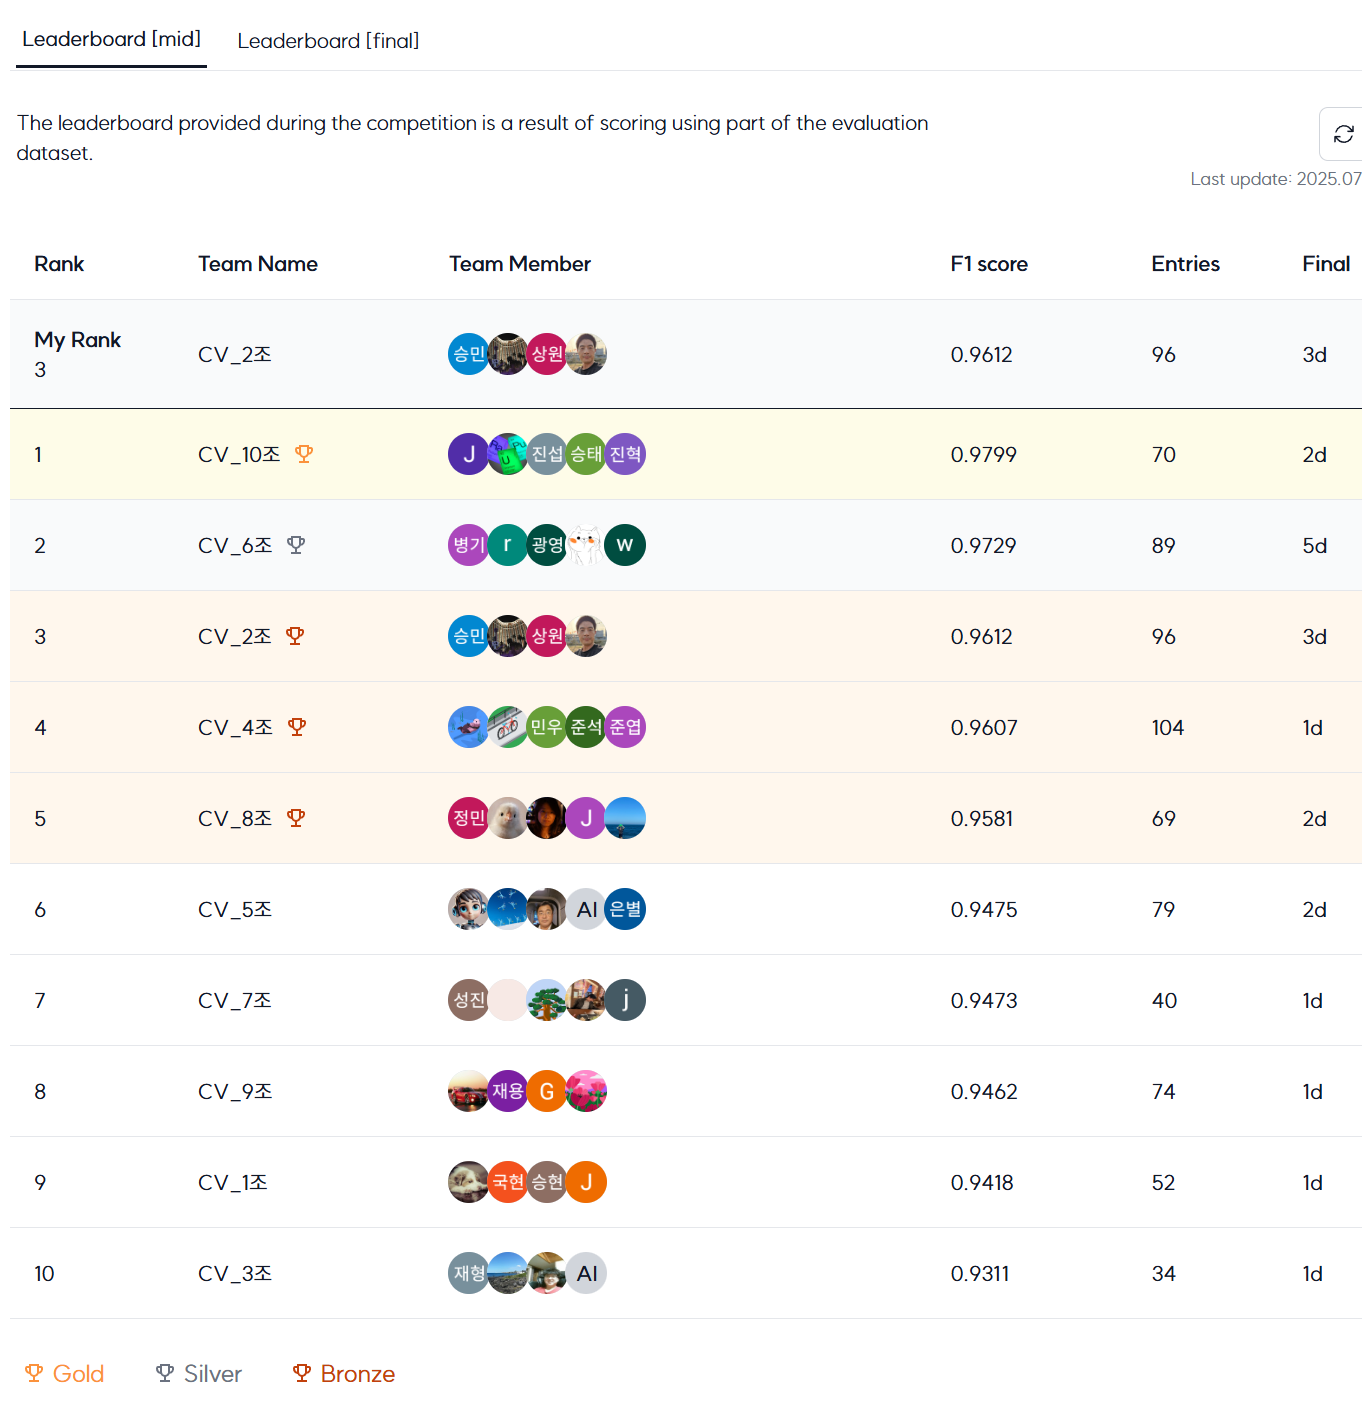 Leaderboard [mid] Leaderboard [final]
The leaderboard provided during the competition is a result of scoring using part of the evaluation
dataset.
Last update: 2025.07
Rank Team Name Team Member F1 score Entries Final
My Rank
3 CV_2조 승민 상원 0.9612 96 3d
1 CV_10조 J 진섭 승태 진혁 0.9799 70 2d
2 CV_6조 병기 r 광영 w 0.9729 89 5d
3 CV_2조 승민 상원 0.9612 96 3d
4 CV_4조 민우 준석 준엽 0.9607 104 1d
5 CV_8조 정민 J 0.9581 69 2d
6 CV_5조 AI 은별 0.9475 79 2d
7 CV_7조 성진 j 0.9473 40 1d
8 CV_9조 재용 G 0.9462 74 1d
9 CV_1조 국현 승현 J 0.9418 52 1d
10 CV_3조 재형 AI 0.9311 34 1d
Gold Silver Bronze